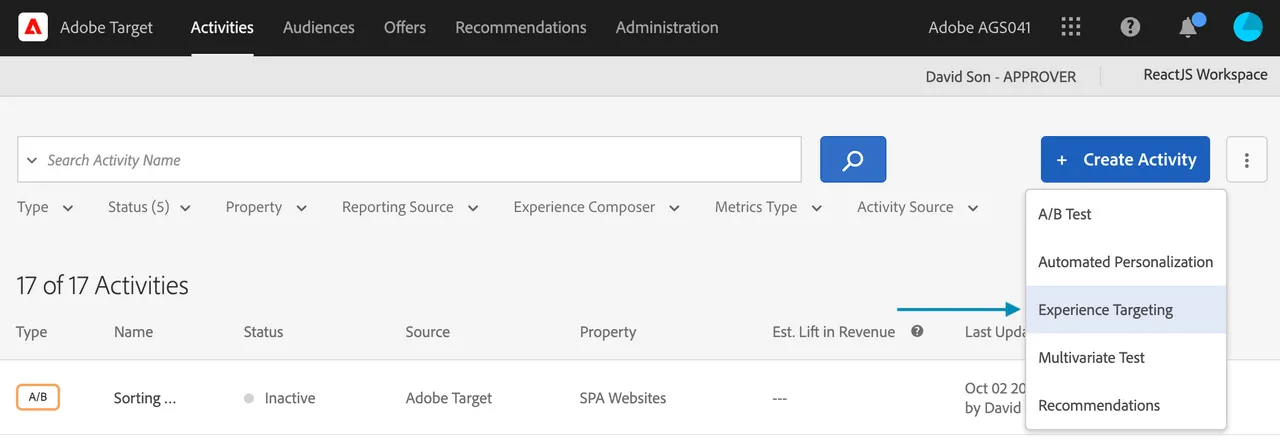 Adobe Target Activities Audiences Offers Recommendations Administration Adobe AGS041
David Son - APPROVER ReactJS Workspace
Search Activity Name + Create Activity
Type Status (5) Property Reporting Source Experience Composer Metrics Type Activity Source
A/B Test
Automated Personalization
Experience Targeting
Multivariate Test
Recommendations
17 of 17 Activities
Type Name Status Source Property Est. Lift in Revenue Last Upda
A/B Sorting ... Inactive Adobe Target SPA Websites --- Oct 02 20
by David